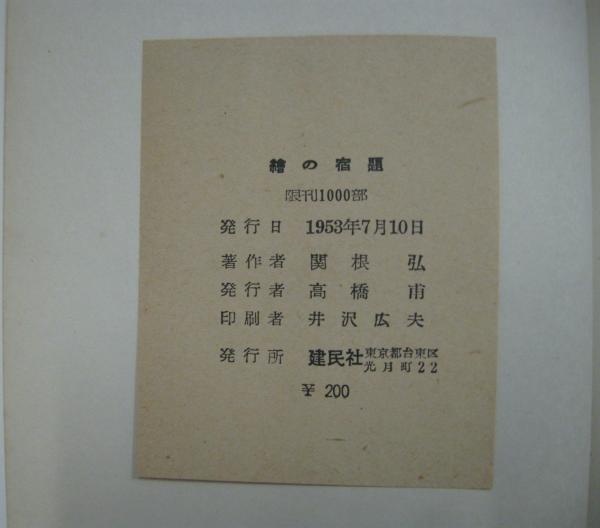 繪の宿題
限刊1000部
発行日 1953年7月10日
著作者 関根弘
発行者 高橋甫
印刷者 井沢広夫
発行所 建民社 東京都台東区
光月町22
¥ 200